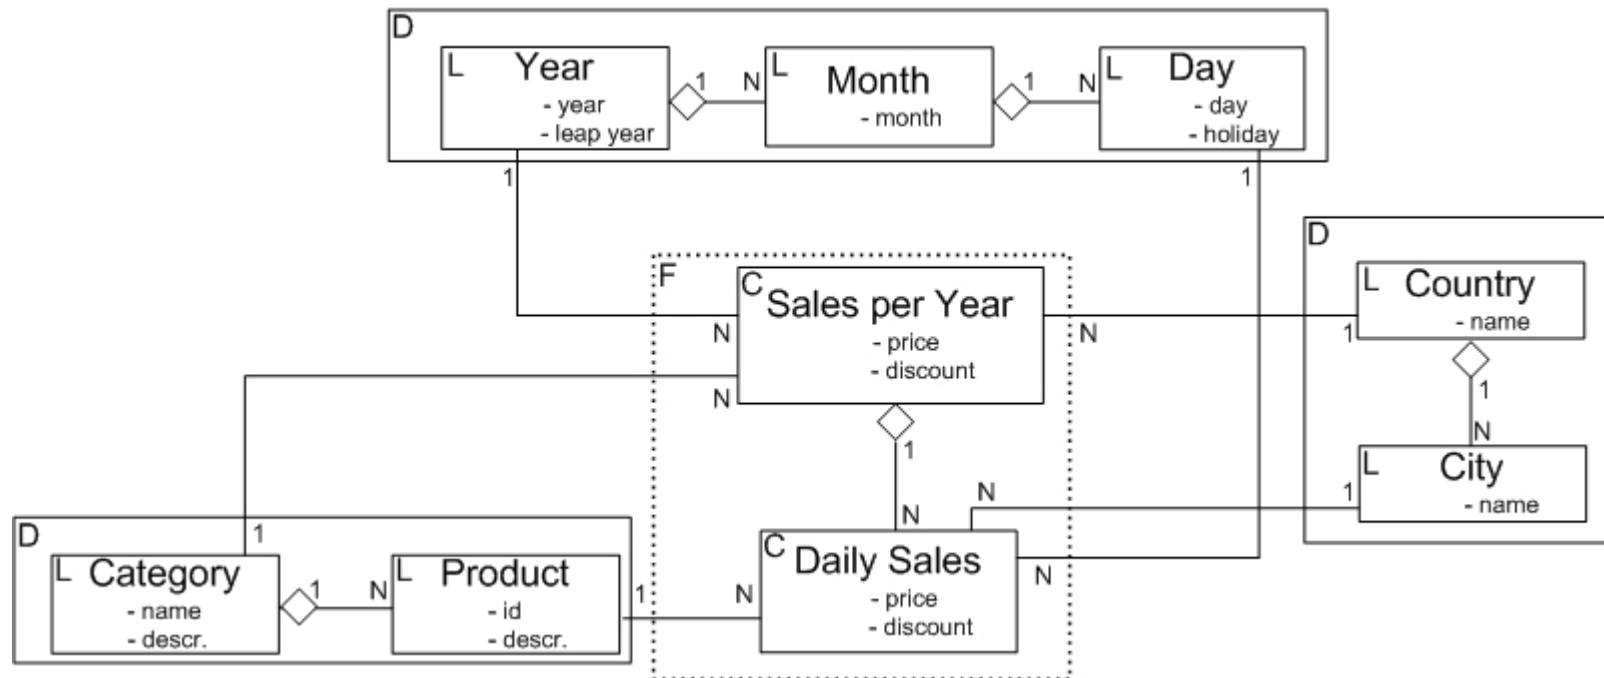 D
L Year
- year
- leap year
1 N
L Month
- month
1 N
L Day
- day
- holiday
1
1
D
L Country
- name
1
N
L City
- name
F
C Sales per Year
- price
- discount
N
N
N
1
1
N
N
1
C Daily Sales
- price
- discount
N
N
D
1
L Category
- name
- descr.
1 N
L Product
- id
- descr.
1